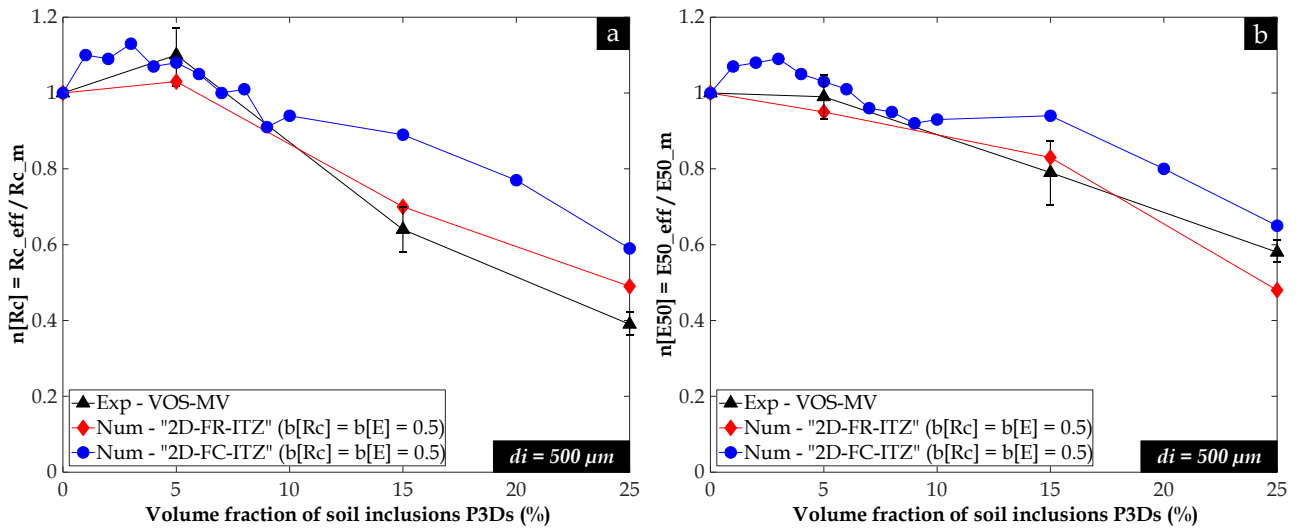 1.2
1
0.8
0.6
0.4
0.2
0
n[Rc] = Rc_eff / Rc_m
a
Exp - VOS-MV
Num - "2D-FR-ITZ" (b[Rc] = b[E] = 0.5)
Num - "2D-FC-ITZ" (b[Rc] = b[E] = 0.5)
di = 500 µm
0 5 10 15 20 25
Volume fraction of soil inclusions P3Ds (%)
1.2
1
0.8
0.6
0.4
0.2
0
n[E50] = E50_eff / E50_m
b
Exp - VOS-MV
Num - "2D-FR-ITZ" (b[Rc] = b[E] = 0.5)
Num - "2D-FC-ITZ" (b[Rc] = b[E] = 0.5)
di = 500 µm
0 5 10 15 20 25
Volume fraction of soil inclusions P3Ds (%)